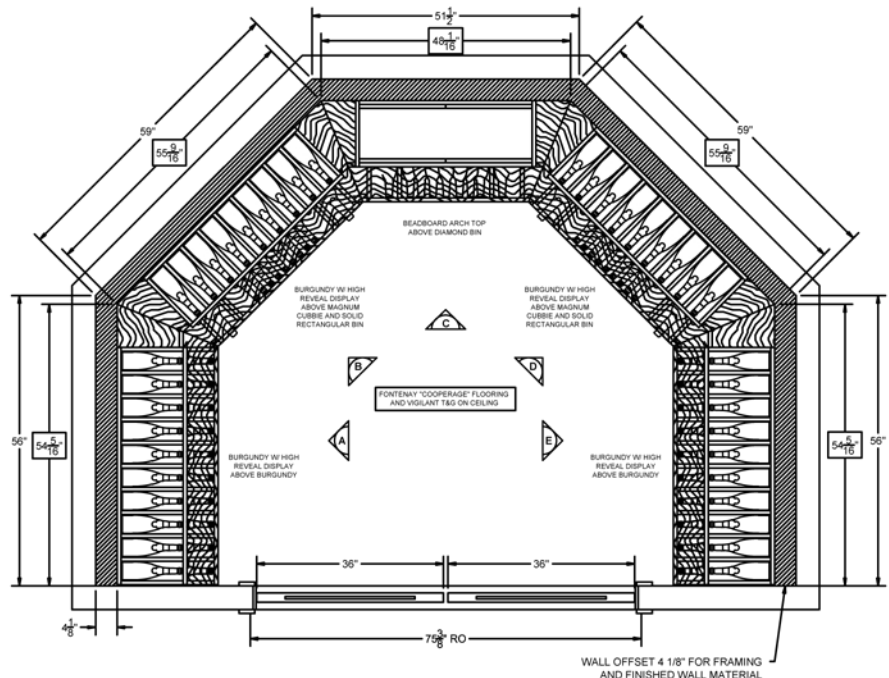 51 1/2"
48 1/16"
59"
55 9/16"
59"
55 9/16"
BEADBOARD ARCH TOP
ABOVE DIAMOND BIN
BURGUNDY W/ HIGH
REVEAL DISPLAY
ABOVE MAGNUM
CUBBIE AND SOLID
RECTANGULAR BIN
BURGUNDY W/ HIGH
REVEAL DISPLAY
ABOVE MAGNUM
CUBBIE AND SOLID
RECTANGULAR BIN
C
B
D
FONTENAY "COOPERAGE" FLOORING
AND VIGILANT T&G ON CEILING
A
E
56"
54 5/16"
54 5/16"
56"
BURGUNDY W/ HIGH
REVEAL DISPLAY
ABOVE BURGUNDY
BURGUNDY W/ HIGH
REVEAL DISPLAY
ABOVE BURGUNDY
36"
36"
4 1/8"
75 3/8" RO
WALL OFFSET 4 1/8" FOR FRAMING
AND FINISHED WALL MATERIAL